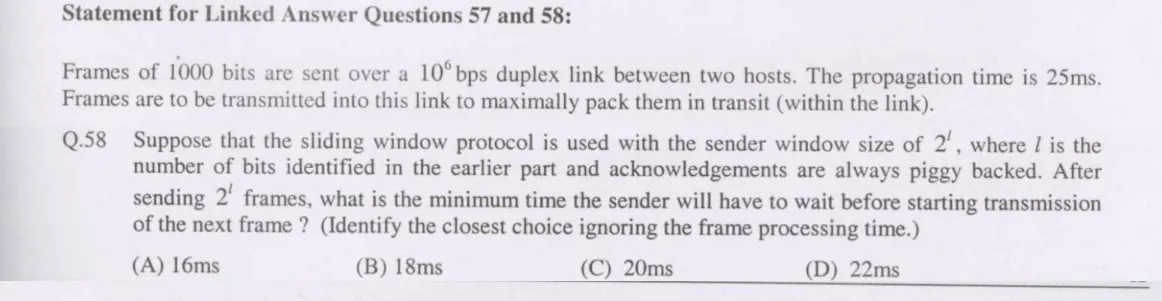 Statement for Linked Answer Questions 57 and 58:
Frames of 1000 bits are sent over a 10⁶ bps duplex link between two hosts. The propagation time is 25ms.
Frames are to be transmitted into this link to maximally pack them in transit (within the link).
Q.58 Suppose that the sliding window protocol is used with the sender window size of 2^l, where l is the
number of bits identified in the earlier part and acknowledgements are always piggy backed. After
sending 2^l frames, what is the minimum time the sender will have to wait before starting transmission
of the next frame ? (Identify the closest choice ignoring the frame processing time.)
(A) 16ms (B) 18ms (C) 20ms (D) 22ms